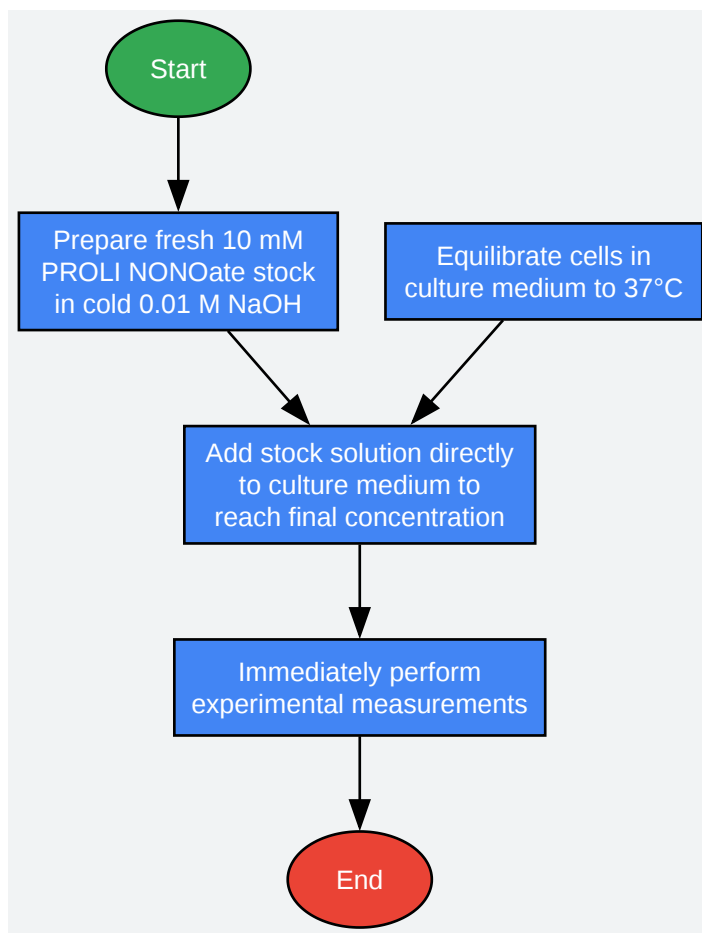 Start
Prepare fresh 10 mM
PROLI NONOate stock
in cold 0.01 M NaOH
Equilibrate cells in
culture medium to 37°C
Add stock solution directly
to culture medium to
reach final concentration
Immediately perform
experimental measurements
End